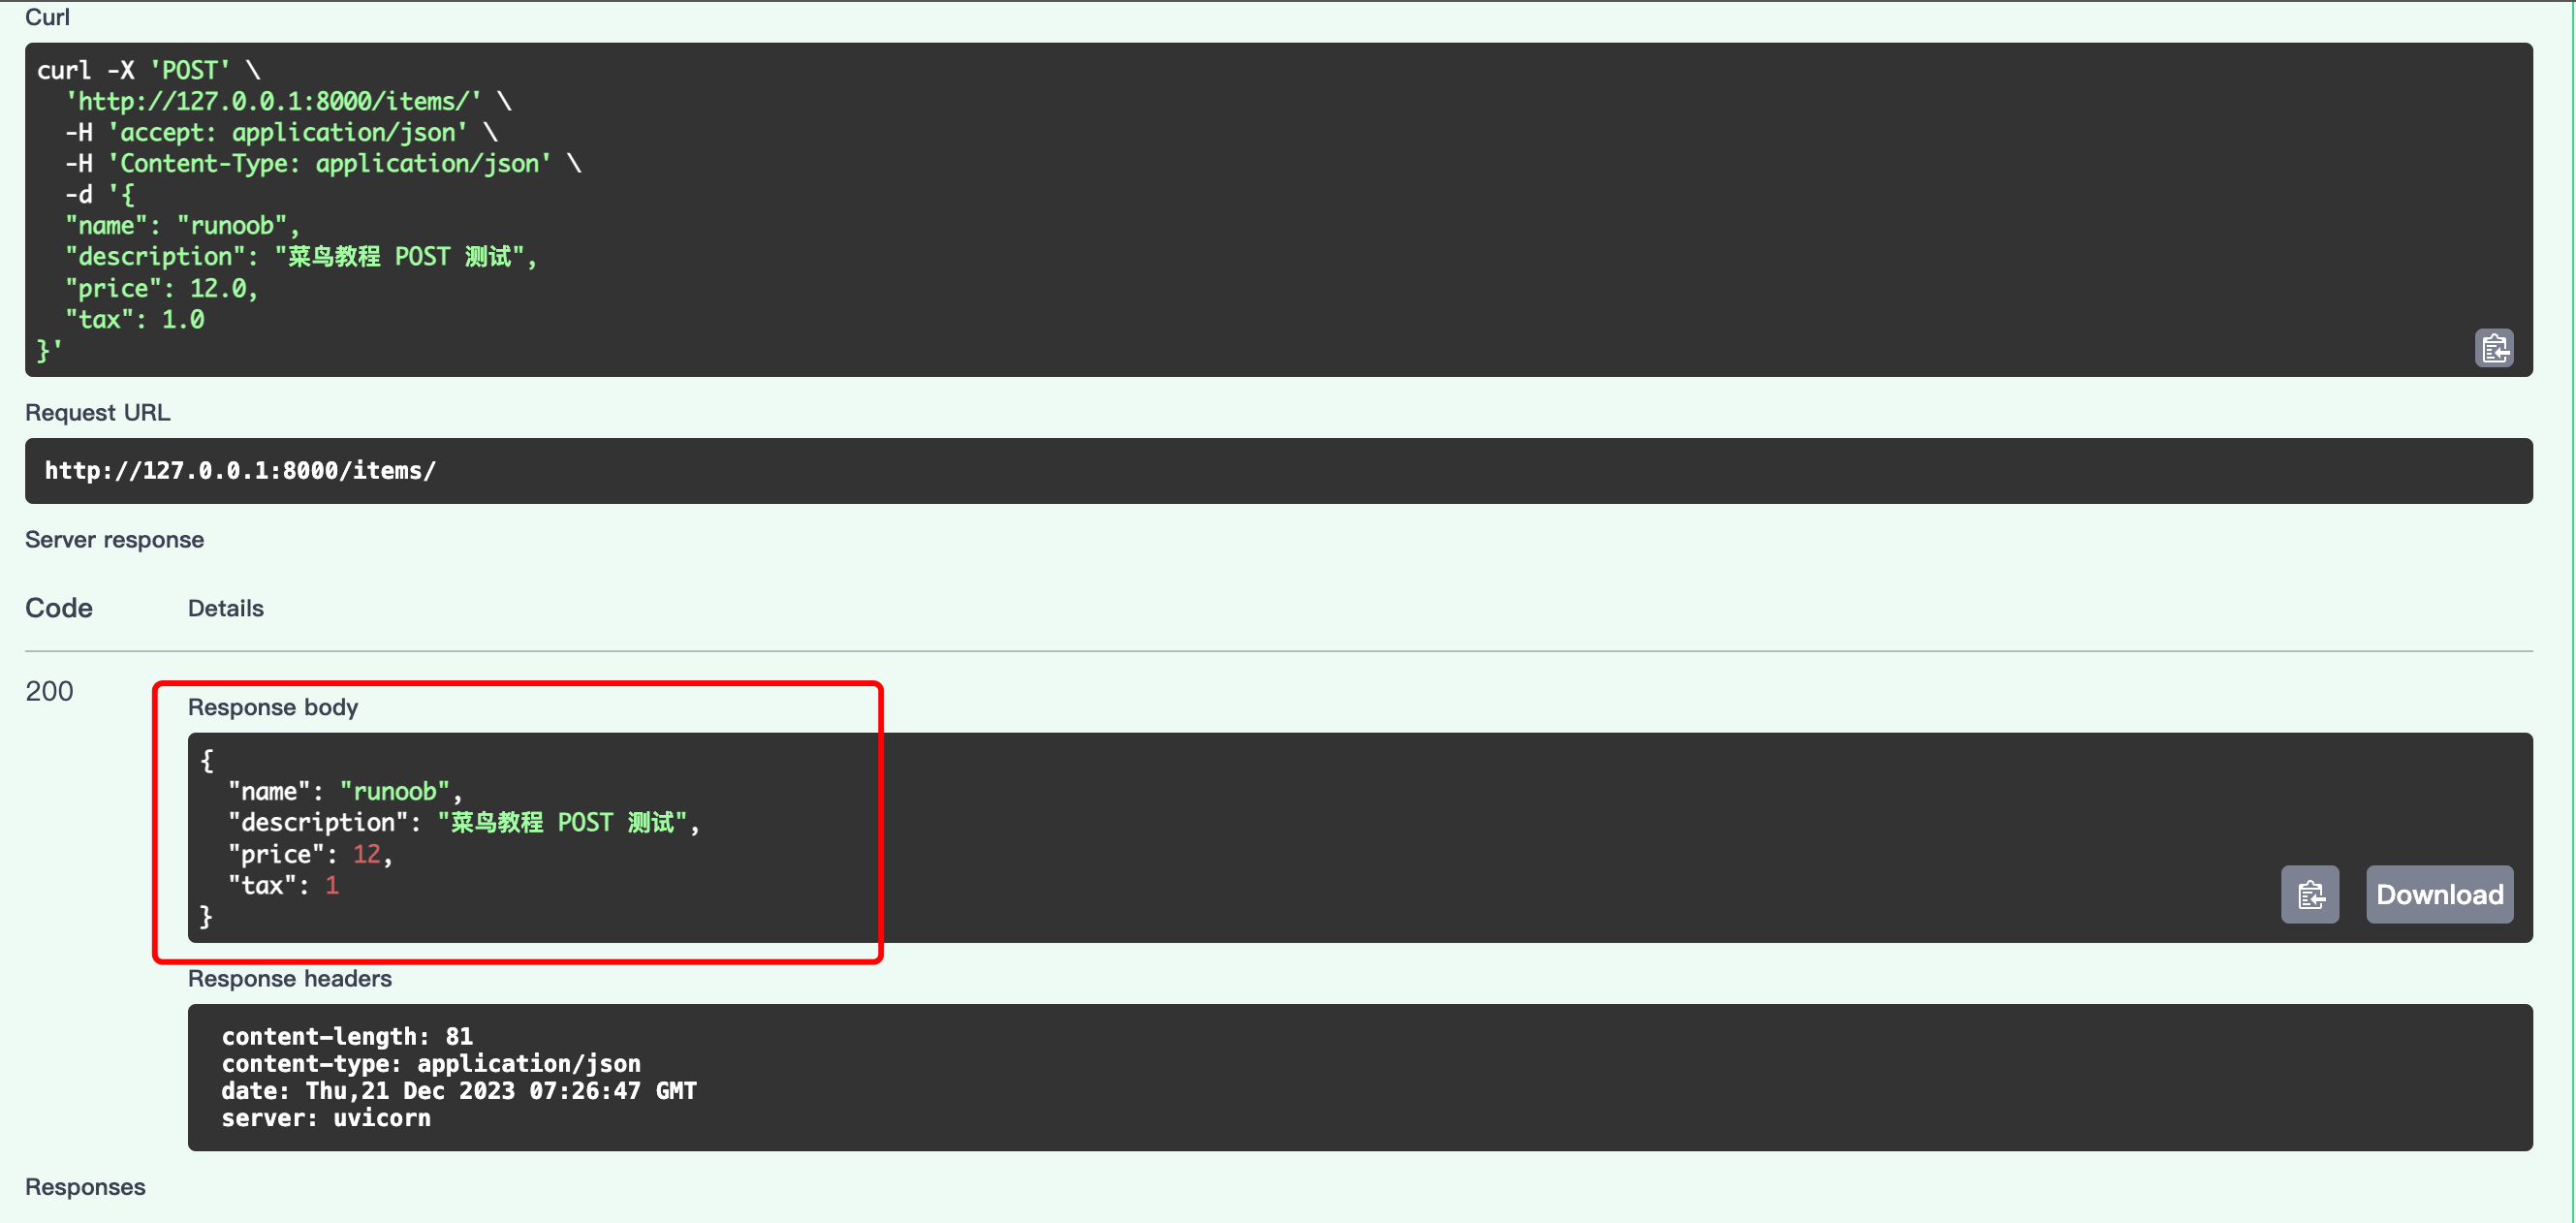 Curl
curl -X 'POST' \
  'http://127.0.0.1:8000/items/' \
  -H 'accept: application/json' \
  -H 'Content-Type: application/json' \
  -d '{
  "name": "runoob",
  "description": "菜鸟教程 POST 测试",
  "price": 12.0,
  "tax": 1.0
}'
Request URL
http://127.0.0.1:8000/items/
Server response
Code Details
200
Response body
{
  "name": "runoob",
  "description": "菜鸟教程 POST 测试",
  "price": 12,
  "tax": 1
}
Download
Response headers
content-length: 81
content-type: application/json
date: Thu,21 Dec 2023 07:26:47 GMT
server: uvicorn
Responses